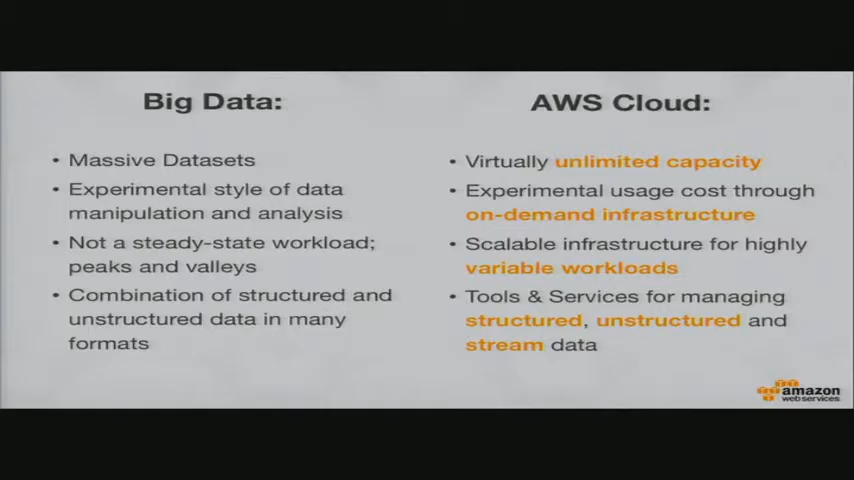 Big Data:
• Massive Datasets
• Experimental style of data
manipulation and analysis
• Not a steady-state workload;
peaks and valleys
• Combination of structured and
unstructured data in many
formats
AWS Cloud:
• Virtually unlimited capacity
• Experimental usage cost through
on-demand infrastructure
• Scalable infrastructure for highly
variable workloads
• Tools & Services for managing
structured, unstructured and
stream data
amazon
webservices